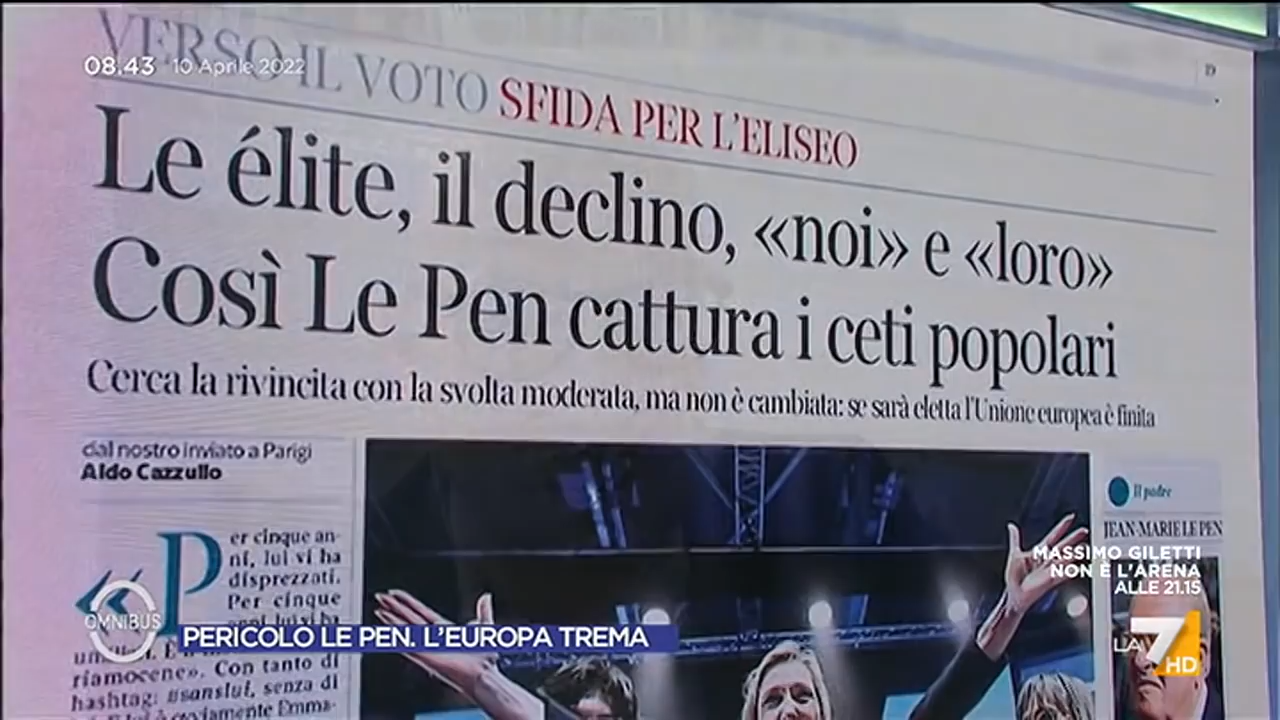 VERSO IL VOTO SFIDA PER L'ELISEO
08.43 10 Aprile 2022
Le élite, il declino, «noi» e «loro»
Così Le Pen cattura i ceti popolari
Cerca la rivincita con la svolta moderata, ma non è cambiata: se sarà eletta l'Unione europea è finita
dal nostro inviato a Parigi
Aldo Cazzullo
«Per cinque an-
ni, lui vi ha
disprezzati.
Per cinque
riamocene». Con tanto di
hashtag: #sanslui, senza di
Il padre
JEAN-MARIE LE PEN
MASSIMO GILETTI
NON È L'ARENA
ALLE 21.15
OMNIBUS
PERICOLO LE PEN. L'EUROPA TREMA
LA 7 HD